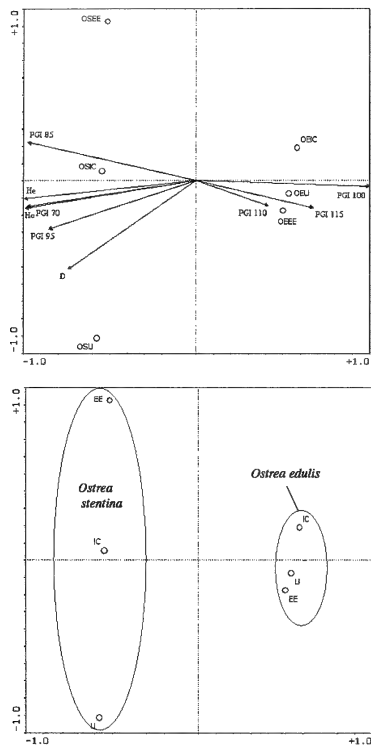 +1.0
OSEE
PGI 85
OEIC
OSIC
He
Ho
PGI 70
PGI 95
D
OELI
PGI 100
PGI 110
PGI 115
OEEE
OSLI
-1.0
-1.0
+1.0
+1.0
EE
Ostrea
stentina
Ostrea edulis
IC
IC
LI
EE
LI
-1.0
-1.0
+1.0